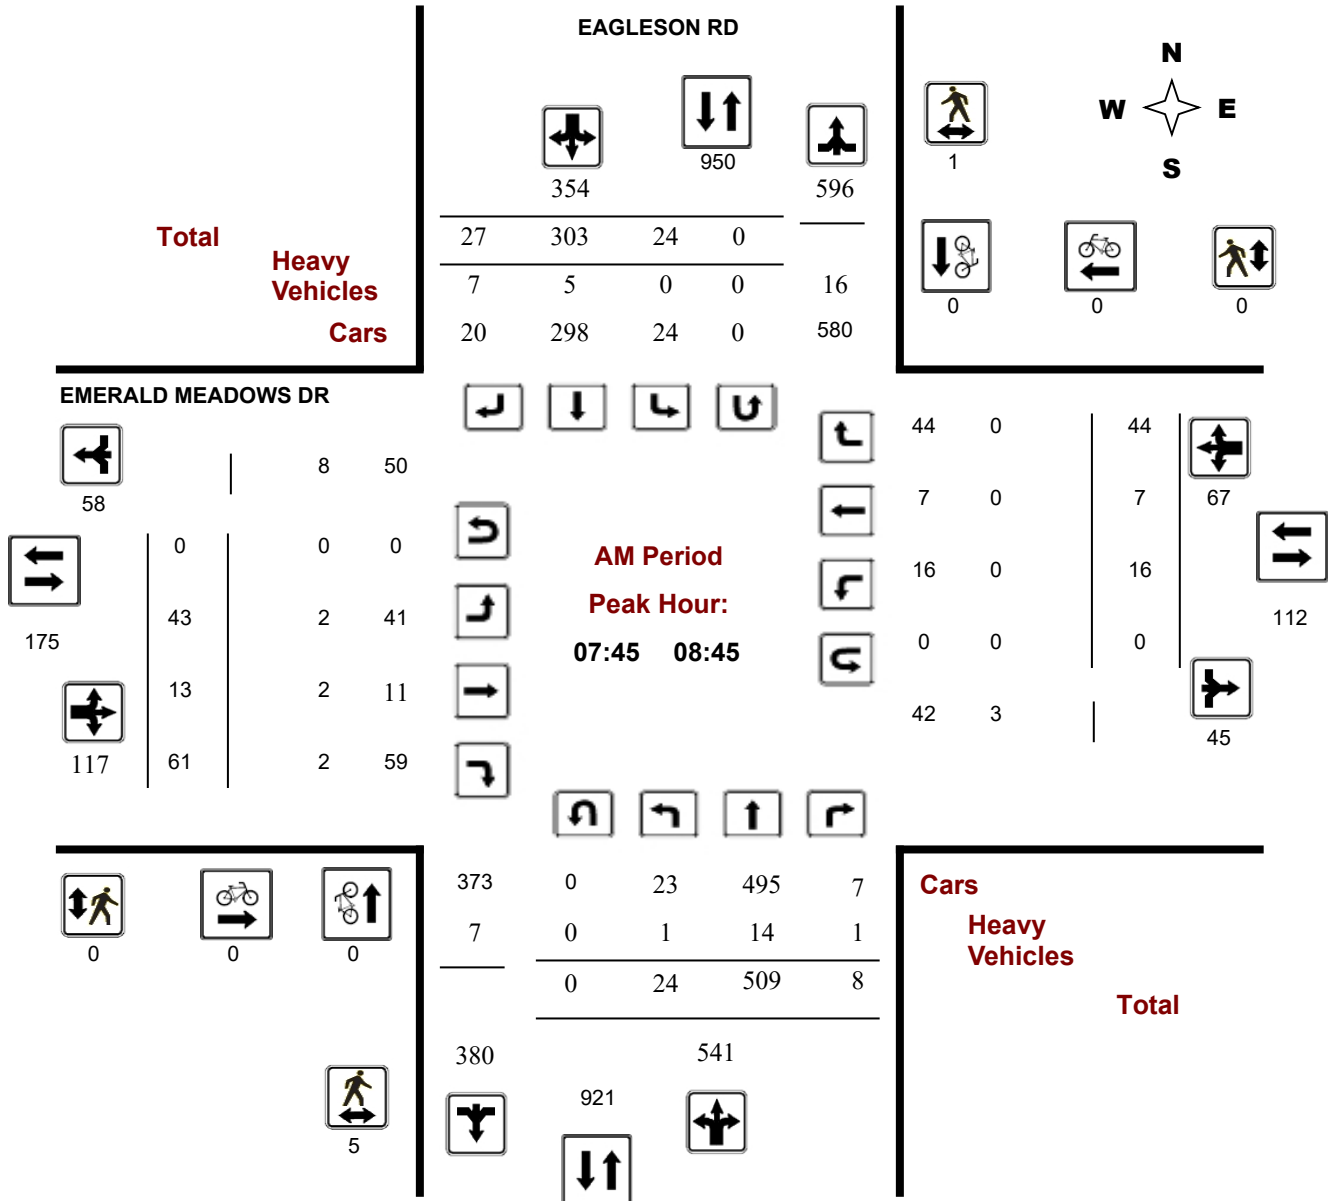 EAGLESON RD
N
W E
S
950
1
354 596
Total 27 303 24 0
Heavy
Vehicles 7 5 0 0 16
Cars 20 298 24 0 580
0 0 0
EMERALD MEADOWS DR
44 0 44
8 50
58
7 0 7 67
0 0 0
AM Period
16 0 16
Peak Hour:
43 2 41
112
175
07:45 08:45
0 0 0
13 2 11
42 3
45
117 61 2 59
373 0 23 495 7 Cars
7 0 1 14 1 Heavy
Vehicles
0 0 0
0 24 509 8
Total
380 541
921
5